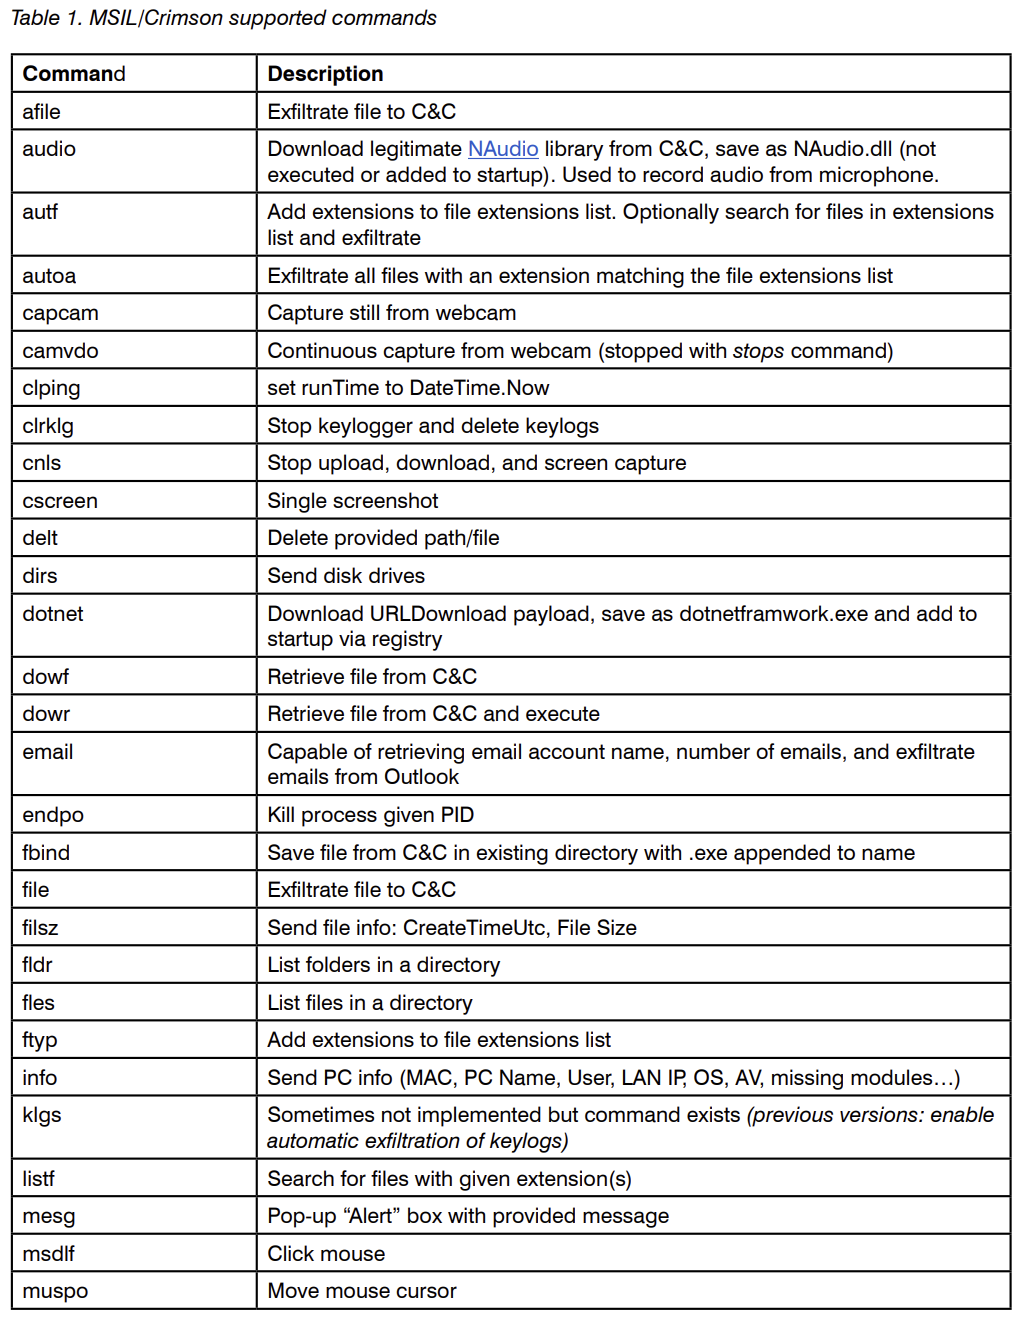 Table 1. MSIL/Crimson supported commands
Command Description
afile Exfiltrate file to C&C
audio Download legitimate NAudio library from C&C, save as NAudio.dll (not
executed or added to startup). Used to record audio from microphone.
autf Add extensions to file extensions list. Optionally search for files in extensions
list and exfiltrate
autoa Exfiltrate all files with an extension matching the file extensions list
capcam Capture still from webcam
camvdo Continuous capture from webcam (stopped with stops command)
clping set runTime to DateTime.Now
clrklg Stop keylogger and delete keylogs
cnls Stop upload, download, and screen capture
cscreen Single screenshot
delt Delete provided path/file
dirs Send disk drives
dotnet Download URLDownload payload, save as dotnetframwork.exe and add to
startup via registry
dowf Retrieve file from C&C
dowr Retrieve file from C&C and execute
email Capable of retrieving email account name, number of emails, and exfiltrate
emails from Outlook
endpo Kill process given PID
fbind Save file from C&C in existing directory with .exe appended to name
file Exfiltrate file to C&C
filsz Send file info: CreateTimeUtc, File Size
fldr List folders in a directory
fles List files in a directory
ftyp Add extensions to file extensions list
info Send PC info (MAC, PC Name, User, LAN IP, OS, AV, missing modules…)
klgs Sometimes not implemented but command exists (previous versions: enable
automatic exfiltration of keylogs)
listf Search for files with given extension(s)
mesg Pop-up “Alert” box with provided message
msdlf Click mouse
muspo Move mouse cursor